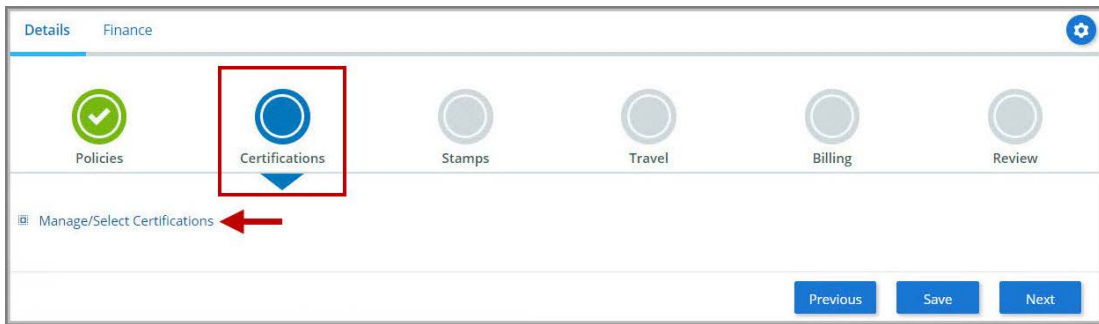 Details Finance
Policies Certifications Stamps Travel Billing Review
Manage/Select Certifications
Previous Save Next